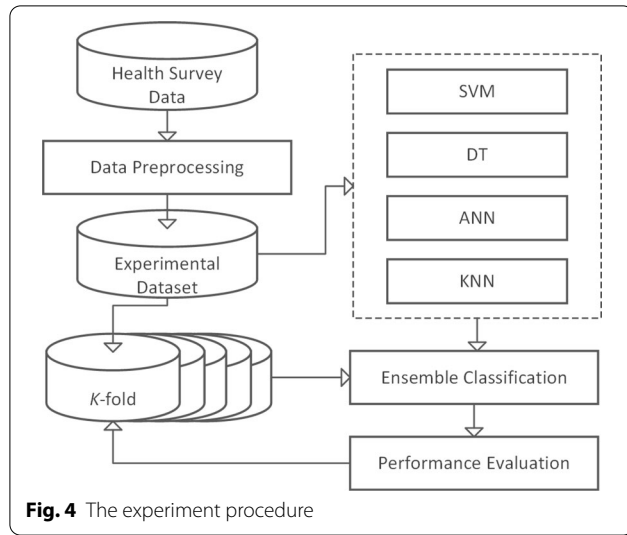 Health Survey
Data
Data Preprocessing
Experimental
Dataset
K-fold
SVM
DT
ANN
KNN
Ensemble Classification
Performance Evaluation
Fig. 4 The experiment procedure